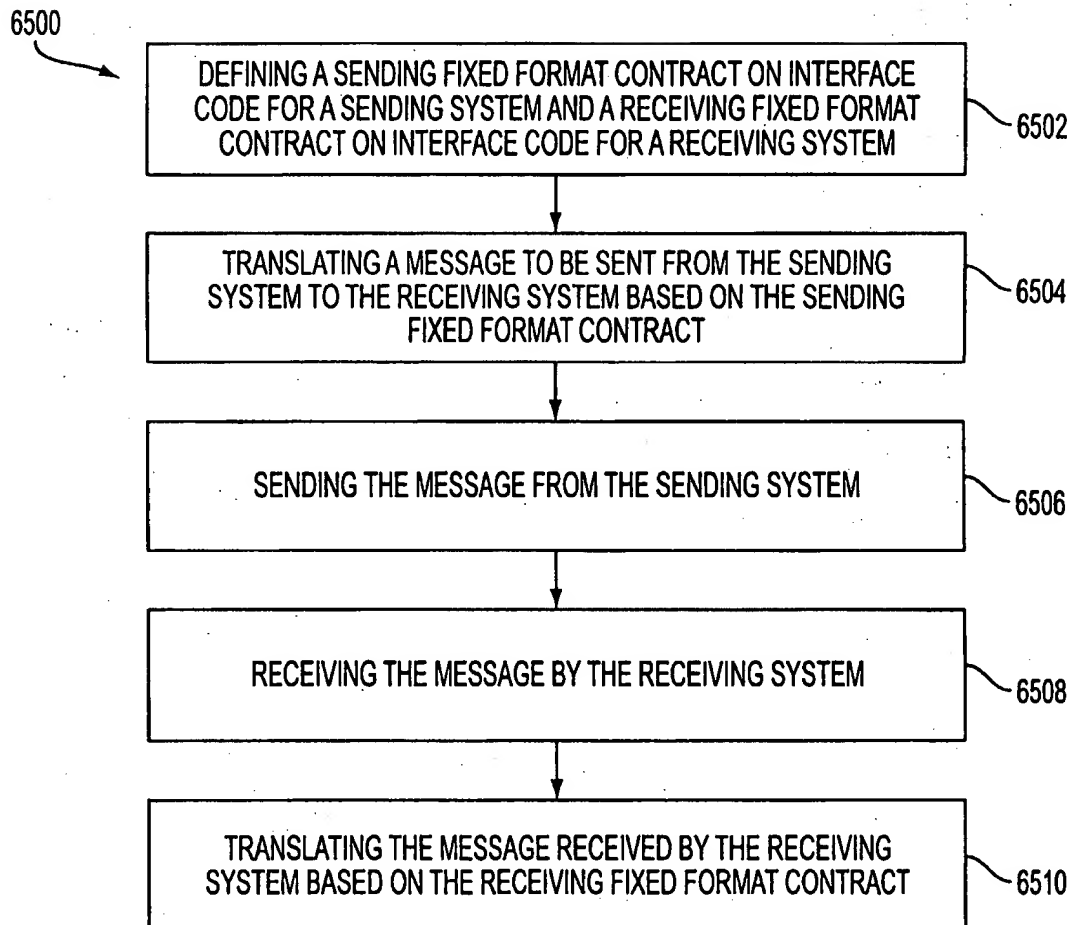 6500
DEFINING A SENDING FIXED FORMAT CONTRACT ON INTERFACE
CODE FOR A SENDING SYSTEM AND A RECEIVING FIXED FORMAT
CONTRACT ON INTERFACE CODE FOR A RECEIVING SYSTEM
6502
TRANSLATING A MESSAGE TO BE SENT FROM THE SENDING
SYSTEM TO THE RECEIVING SYSTEM BASED ON THE SENDING
FIXED FORMAT CONTRACT
6504
SENDING THE MESSAGE FROM THE SENDING SYSTEM
6506
RECEIVING THE MESSAGE BY THE RECEIVING SYSTEM
6508
TRANSLATING THE MESSAGE RECEIVED BY THE RECEIVING
SYSTEM BASED ON THE RECEIVING FIXED FORMAT CONTRACT
6510